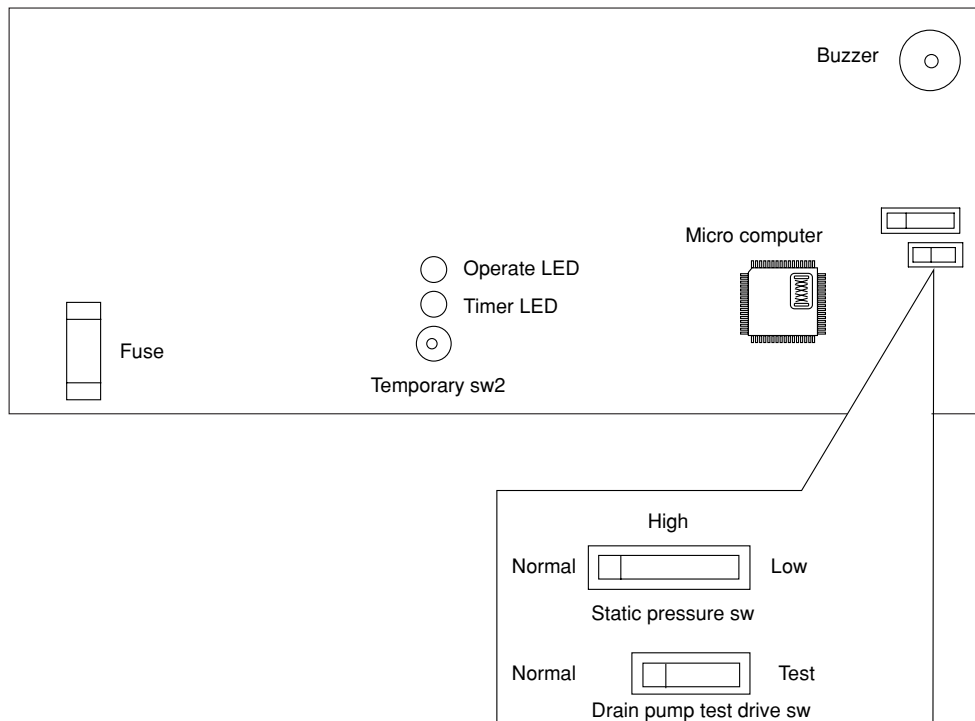 Buzzer
Micro computer
Operate LED
Timer LED
Fuse
Temporary sw2
High
Normal Low
Static pressure sw
Normal Test
Drain pump test drive sw